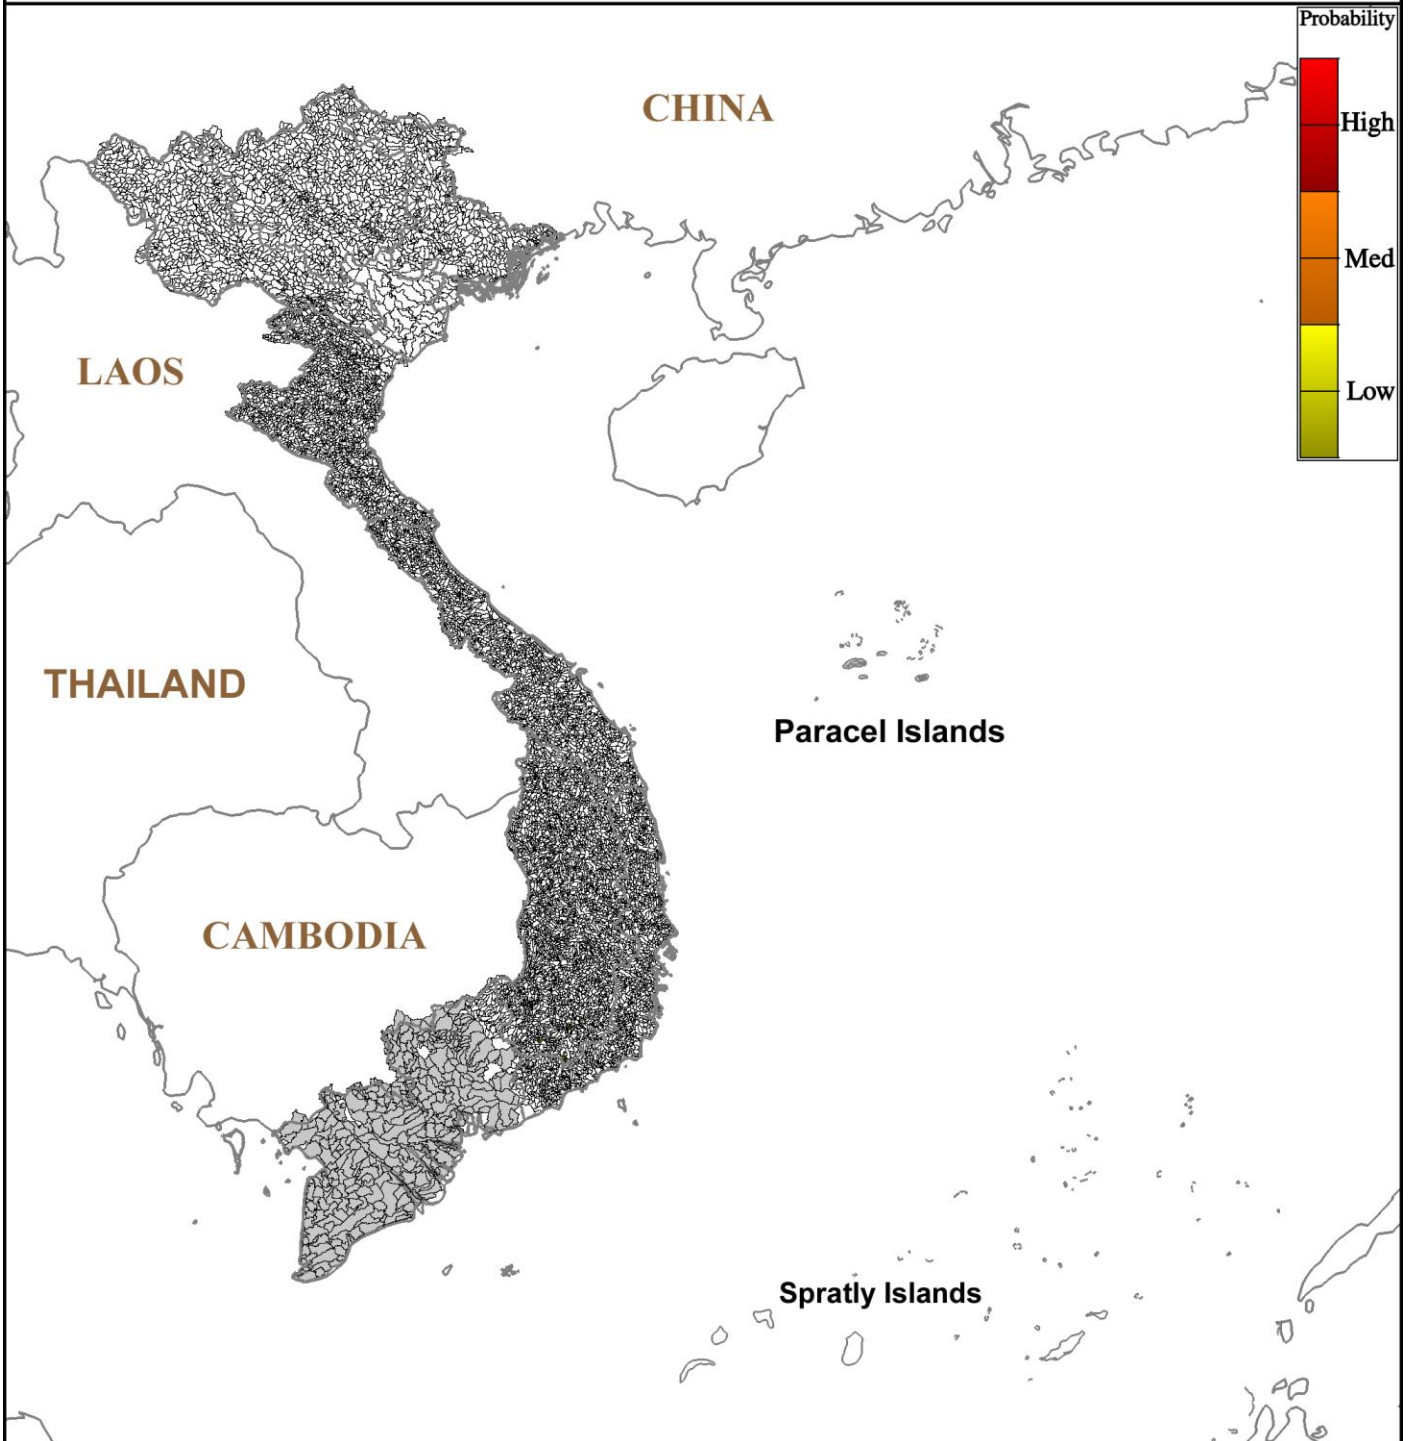 Probability
CHINA
High
Med
LAOS
Low
THAILAND
Paracel Islands
CAMBODIA
Spratly Islands